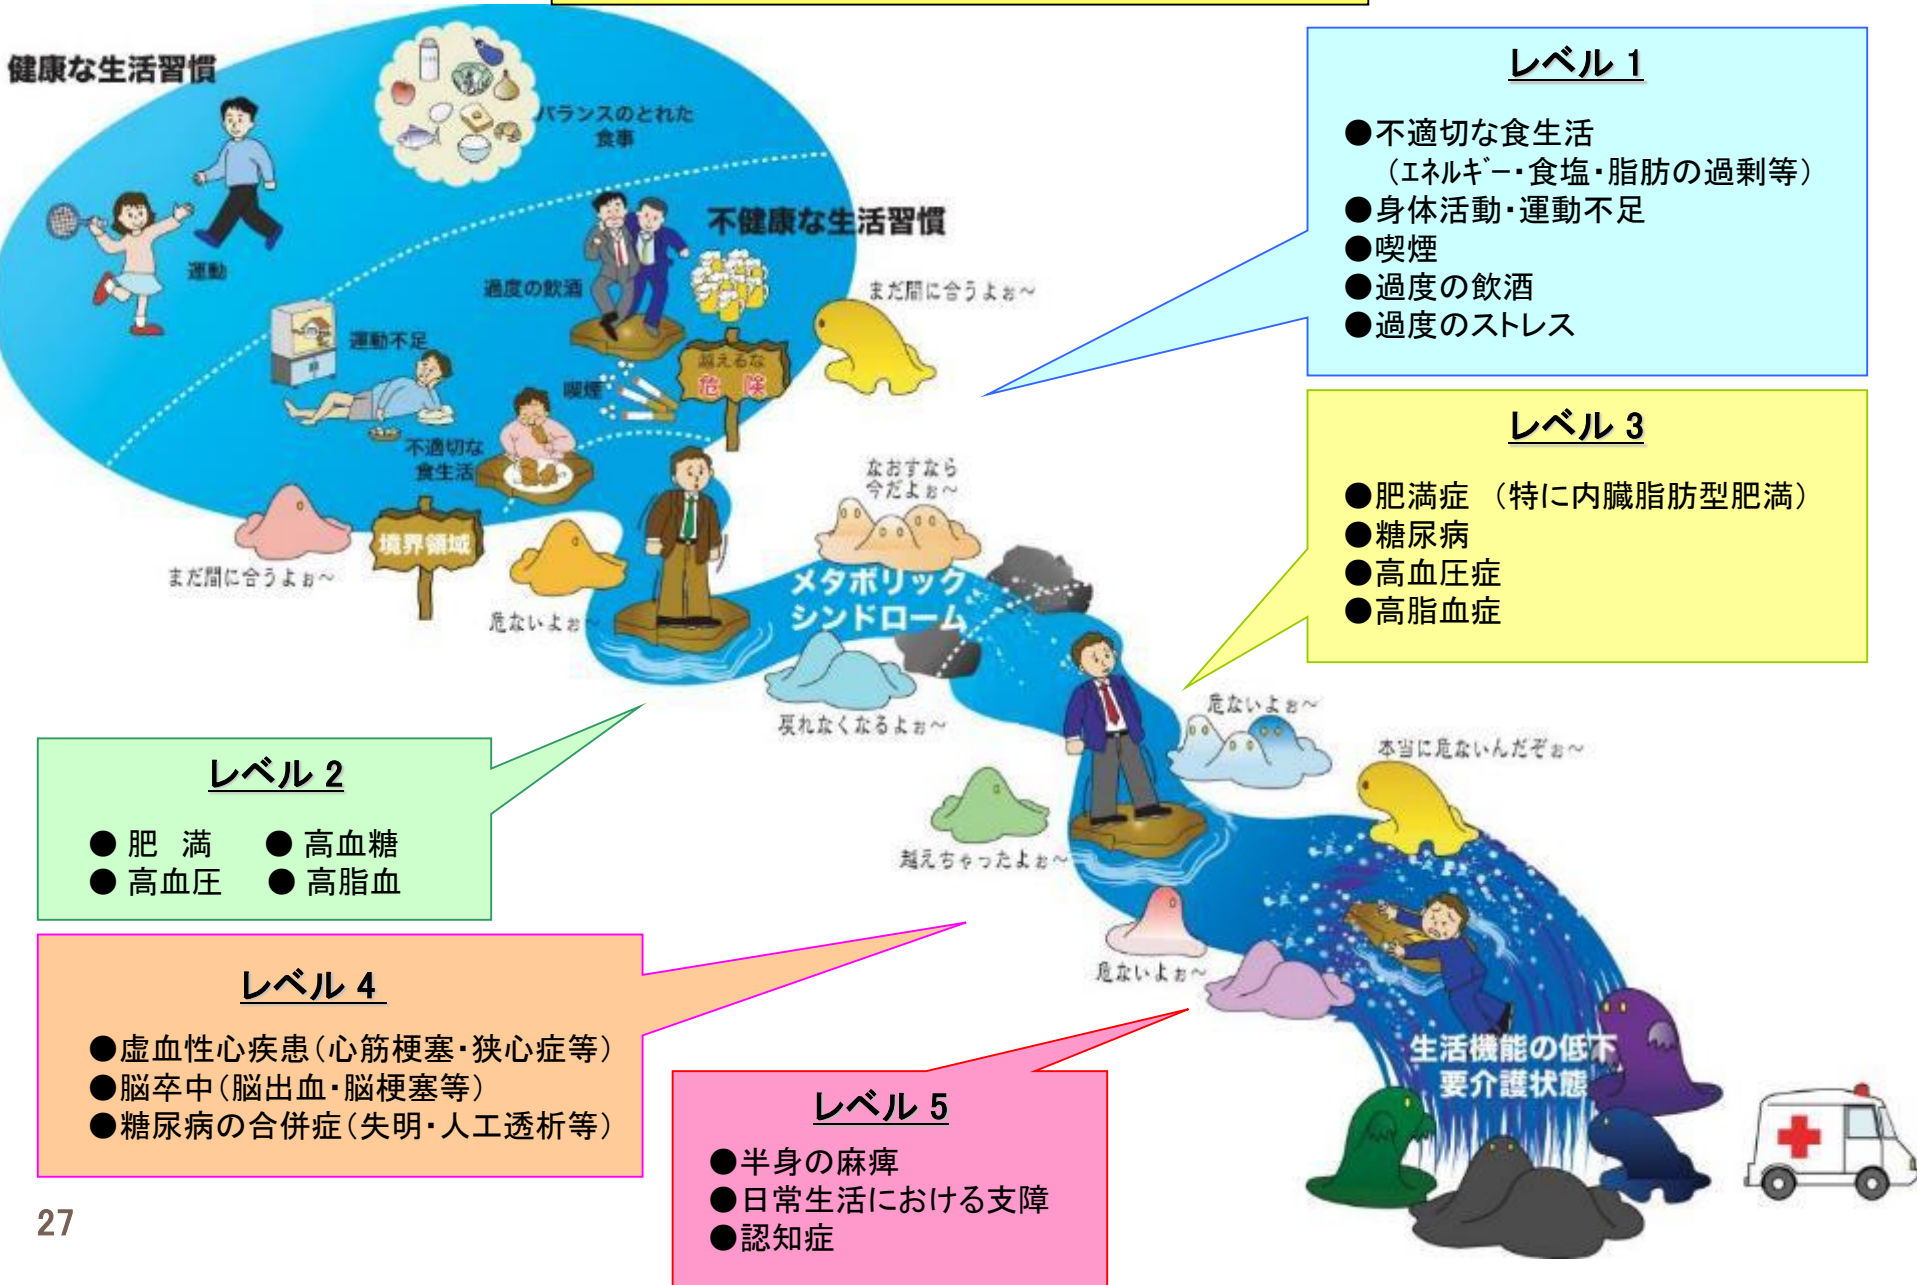 健康な生活習慣
バランスのとれた
食事
運動
不健康な生活習慣
過度の飲酒
まだ間に合うよぉ～
運動不足
喫煙
越えるな
危険
不適切な
食生活
境界領域
まだ間に合うよぉ～
危ないよぉ～
なおすなら
今だよぉ～
メタボリック
シンドローム
戻れなくなるよぉ～
危ないよぉ～
本当に危ないんだぞぉ～
越えちゃったよぉ～
危ないよぉ～
生活機能の低下
要介護状態
レベル 1
●不適切な食生活
（エネルギー・食塩・脂肪の過剰等）
●身体活動・運動不足
●喫煙
●過度の飲酒
●過度のストレス
レベル 2
● 肥　満　● 高血糖
● 高血圧　● 高脂血
レベル 3
●肥満症 （特に内臓脂肪型肥満）
●糖尿病
●高血圧症
●高脂血症
レベル 4
●虚血性心疾患（心筋梗塞・狭心症等）
●脳卒中（脳出血・脳梗塞等）
●糖尿病の合併症（失明・人工透析等）
レベル 5
●半身の麻痺
●日常生活における支障
●認知症
27